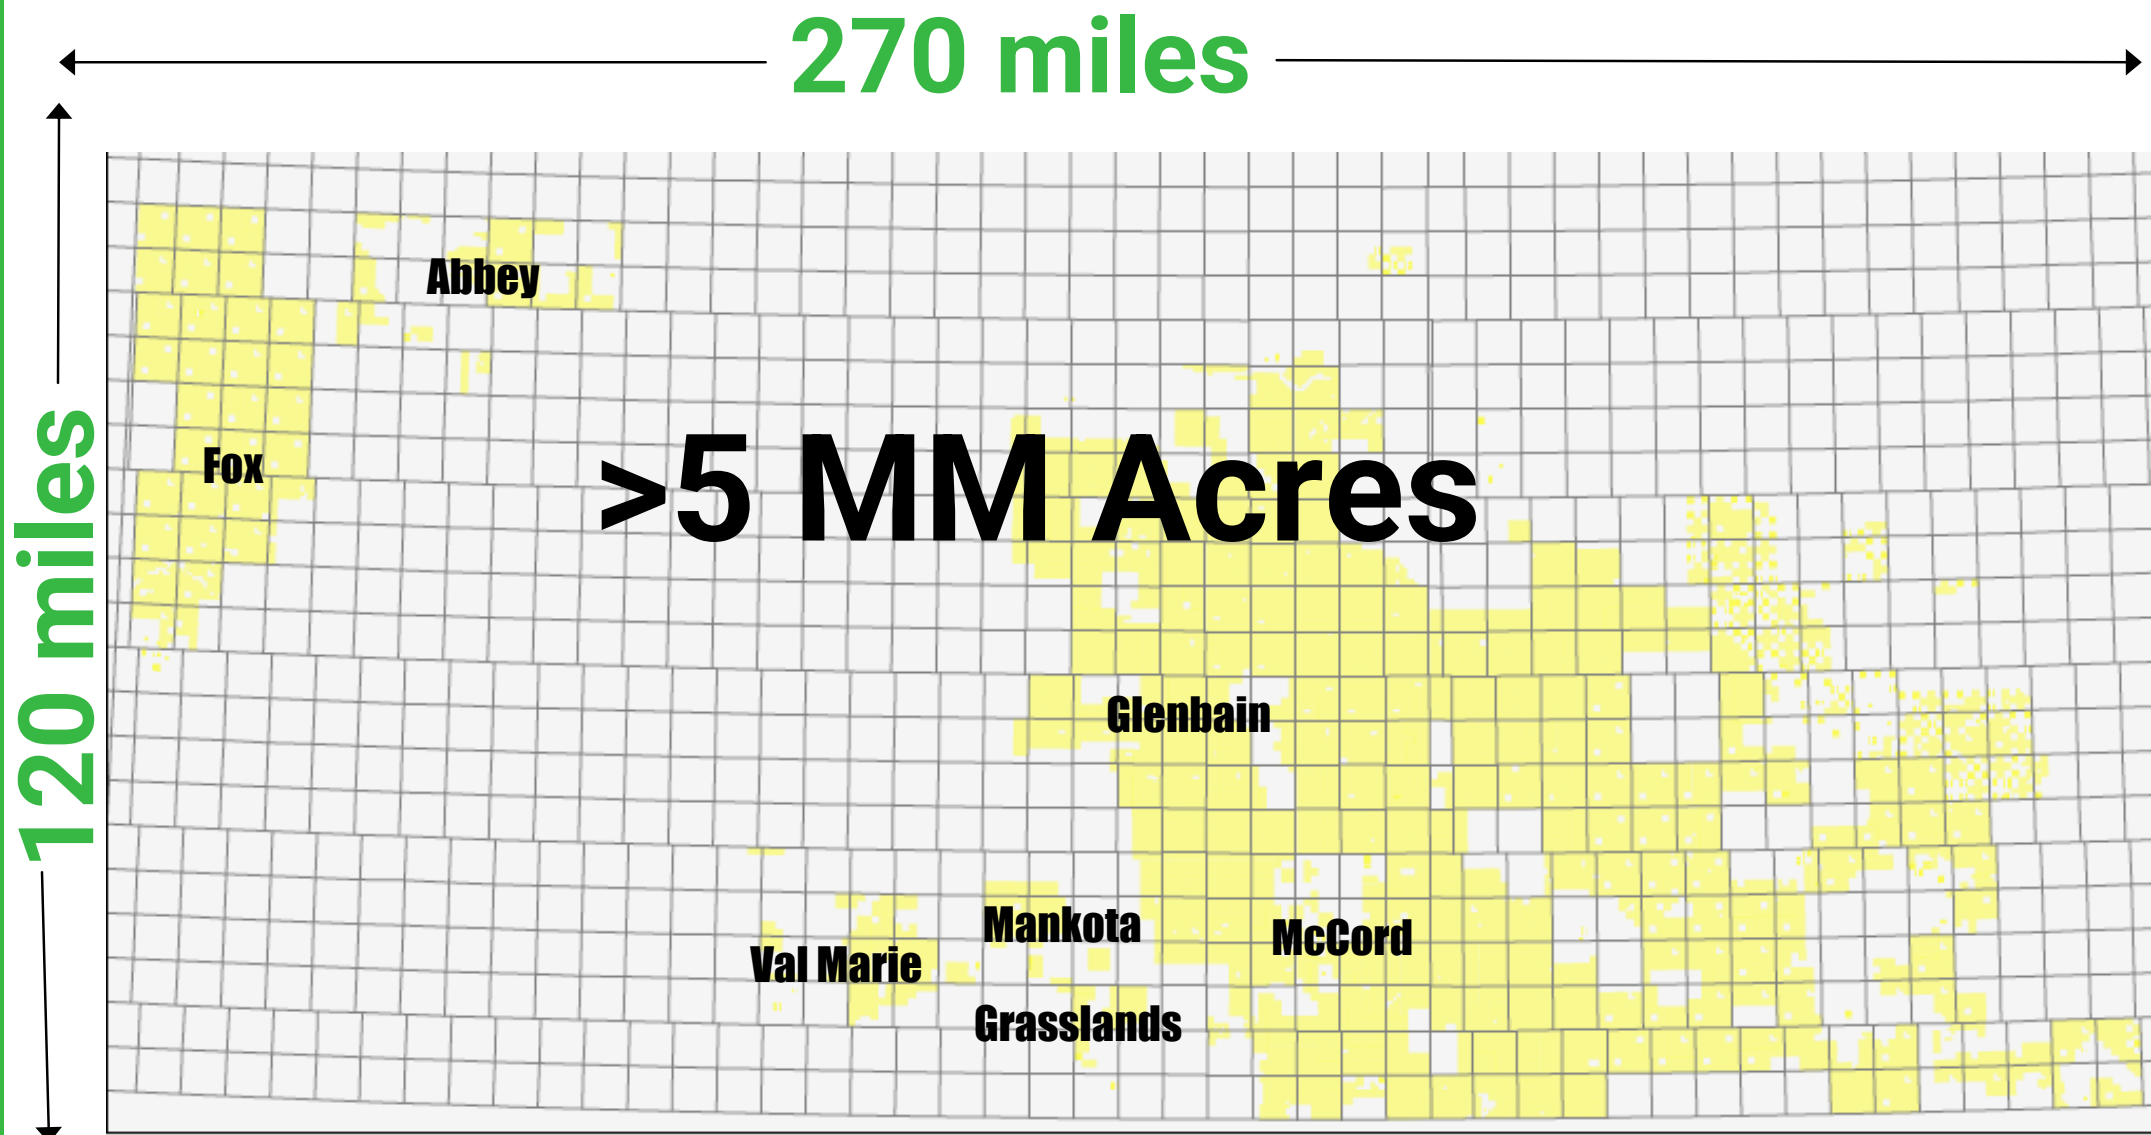 270 miles
120 miles
Abbey
Fox
>5 MM Acres
Glenbain
Mankota
McCord
Val Marie
Grasslands